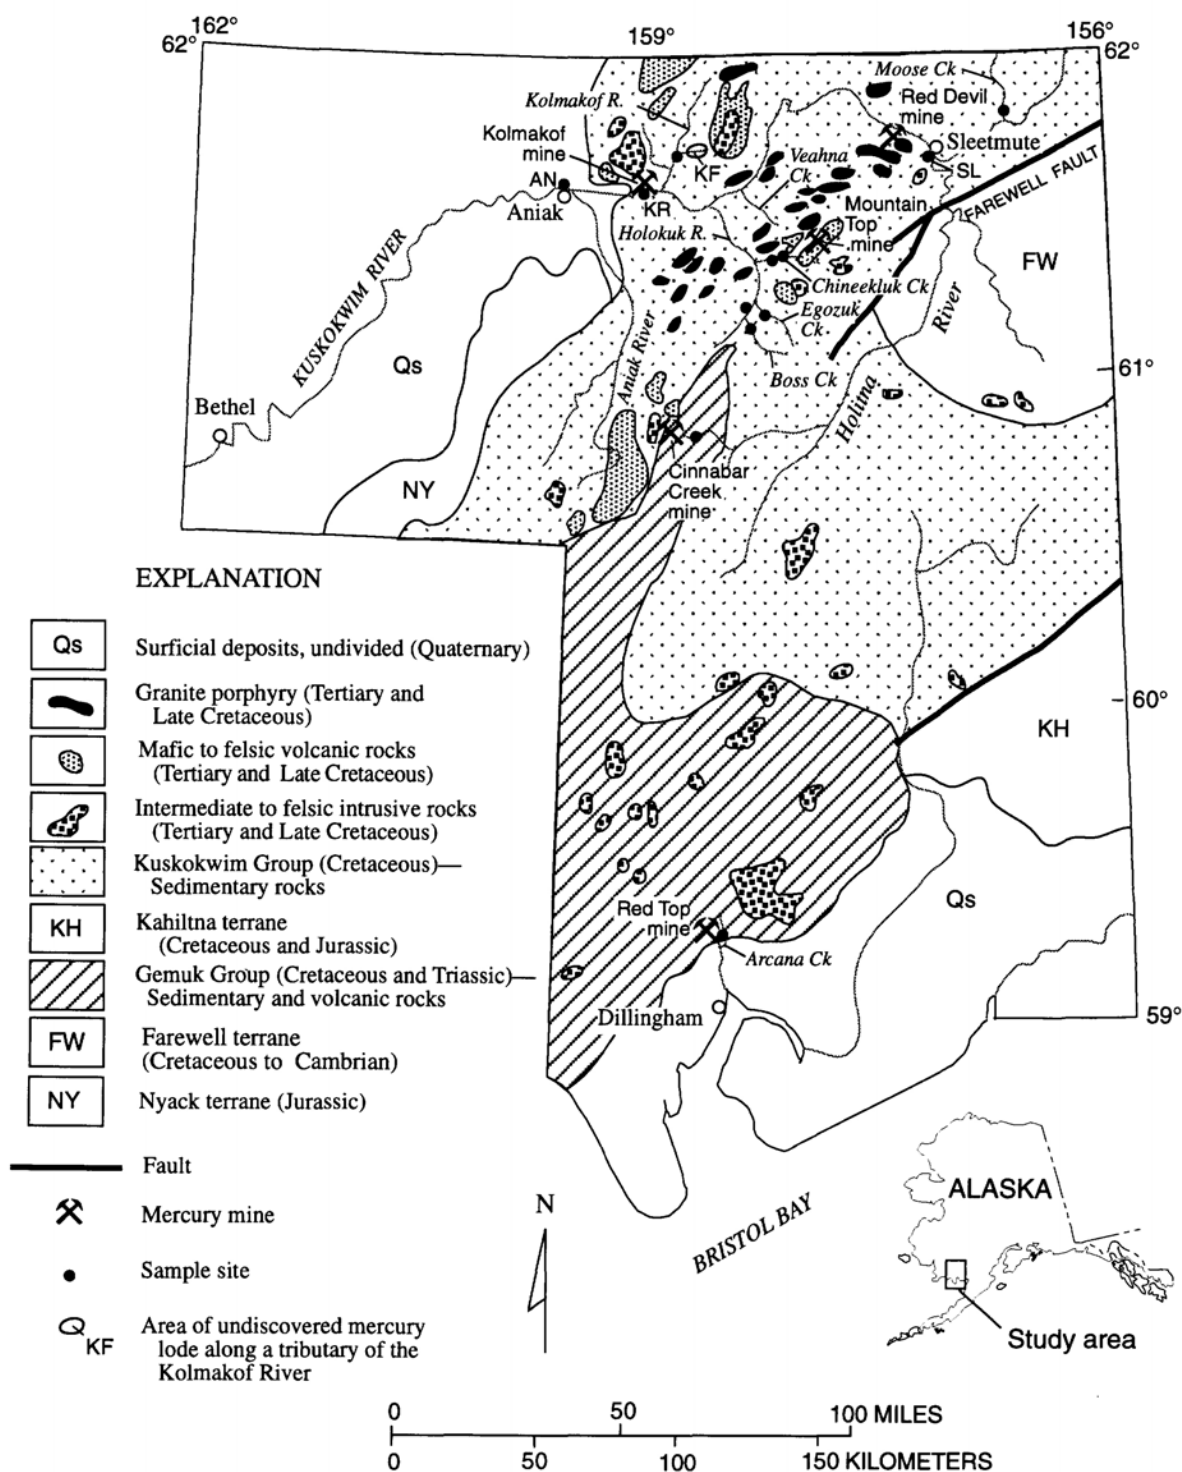 162°
62°
159°
156°
62°
Moose Ck
Kolmakof R.
Red Devil
mine
Kolmakof
mine
Sleetmute
Veahna
Ck
KF
SL
AN
FAREWELL FAULT
Aniak
KR
Mountain
Top
mine
Holokuk R.
FW
KUSKOKWIM RIVER
Chineekluk Ck
Egozuk
Ck
River
Aniak River
Qs
61°
Boss Ck
Holitna
Bethel
Cinnabar
Creek
mine
NY
EXPLANATION
Qs
Surficial deposits, undivided (Quaternary)
Granite porphyry (Tertiary and
Late Cretaceous)
Mafic to felsic volcanic rocks
(Tertiary and Late Cretaceous)
Intermediate to felsic intrusive rocks
(Tertiary and Late Cretaceous)
Kuskokwim Group (Cretaceous)—
Sedimentary rocks
KH
Kahiltna terrane
(Cretaceous and Jurassic)
Gemuk Group (Cretaceous and Triassic)—
Sedimentary and volcanic rocks
FW
Farewell terrane
(Cretaceous to Cambrian)
NY
Nyack terrane (Jurassic)
Fault
Mercury mine
Sample site
KF
Area of undiscovered mercury
lode along a tributary of the
Kolmakof River
60°
KH
Red Top
mine
Qs
Arcana Ck
Dillingham
59°
BRISTOL BAY
N
ALASKA
Study area
0 50 100 MILES
0 50 100 150 KILOMETERS